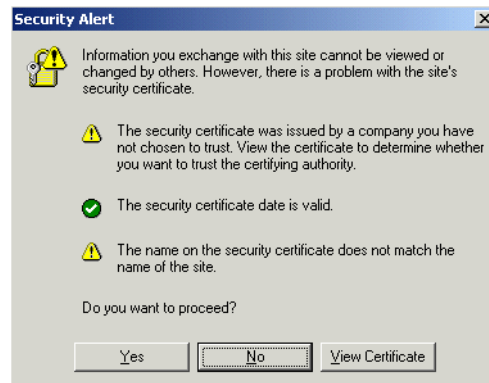 Security Alert
Information you exchange with this site cannot be viewed or
changed by others. However, there is a problem with the site's
security certificate.
The security certificate was issued by a company you have
not chosen to trust. View the certificate to determine whether
you want to trust the certifying authority.
The security certificate date is valid.
The name on the security certificate does not match the
name of the site.
Do you want to proceed?
Yes No View Certificate